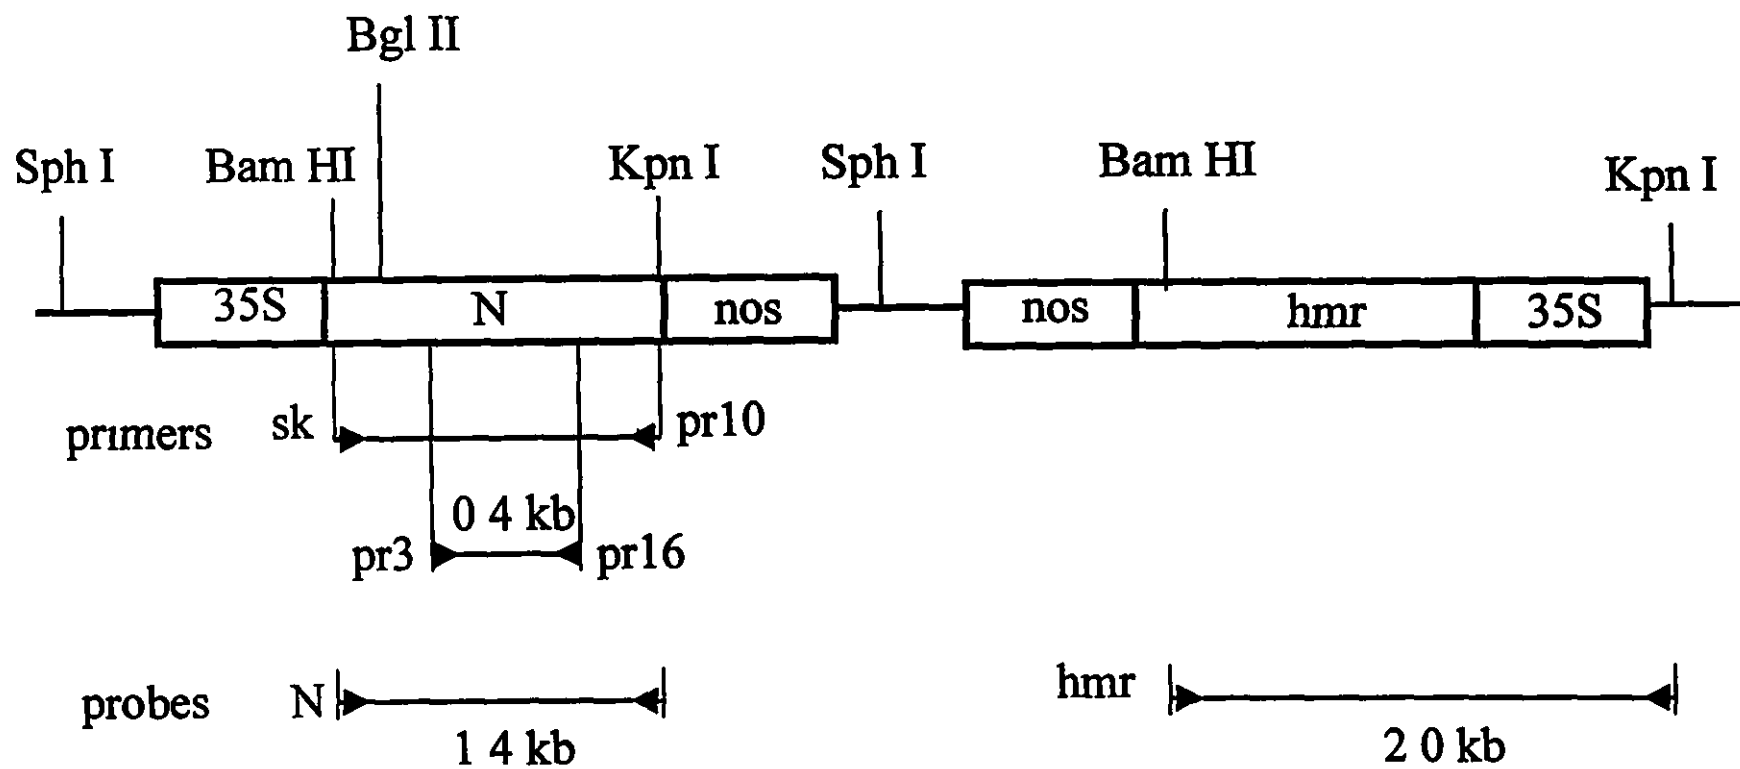 Bgl II
Sph I Bam HI Kpn I Sph I Bam HI Kpn I
35S N nos nos hmr 35S
primers sk pr10
0 4 kb
pr3 pr16
probes N hmr
1 4 kb 2 0 kb